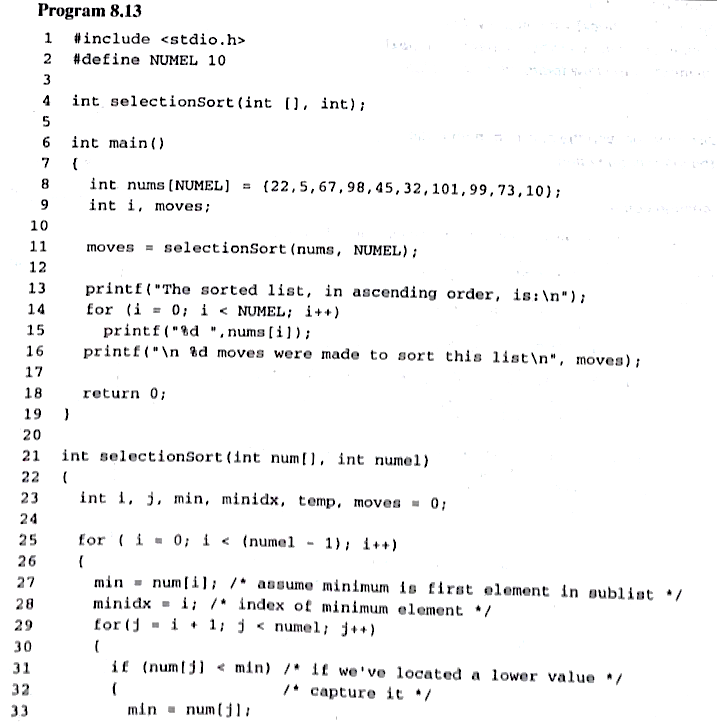 Program 8.13
1 #include <stdio.h>
2 #define NUMEL 10
3
4 int selectionSort(int [], int);
5
6 int main()
7 {
8 int nums[NUMEL] = {22,5,67,98,45,32,101,99,73,10};
9 int i, moves;
10
11 moves = selectionSort(nums, NUMEL);
12
13 printf("The sorted list, in ascending order, is:\n");
14 for (i = 0; i < NUMEL; i++)
15 printf("%d ",nums[i]);
16 printf("\n %d moves were made to sort this list\n", moves);
17
18 return 0;
19 }
20
21 int selectionSort(int num[], int numel)
22 {
23 int i, j, min, minidx, temp, moves = 0;
24
25 for ( i = 0; i < (numel - 1); i++)
26 {
27 min = num[i]; /* assume minimum is first element in sublist */
28 minidx = i; /* index of minimum element */
29 for(j = i + 1; j < numel; j++)
30 {
31 if (num[j] < min) /* if we've located a lower value */
32 { /* capture it */
33 min = num[j];